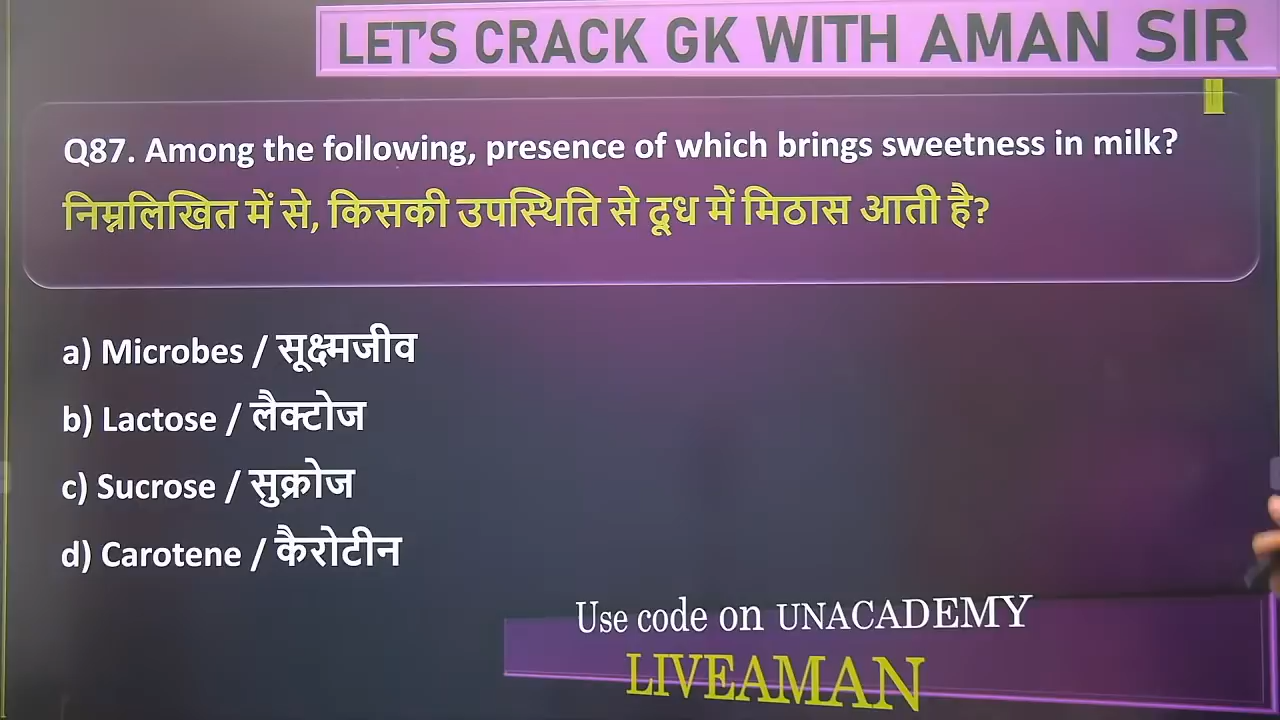 LET'S CRACK GK WITH AMAN SIR
Q87. Among the following, presence of which brings sweetness in milk?
निम्नलिखित में से, किसकी उपस्थिति से दूध में मिठास आती है?
a) Microbes / सूक्ष्मजीव
b) Lactose / लैक्टोज
c) Sucrose / सुक्रोज
d) Carotene / कैरोटीन
Use code on UNACADEMY
LIVEAMAN